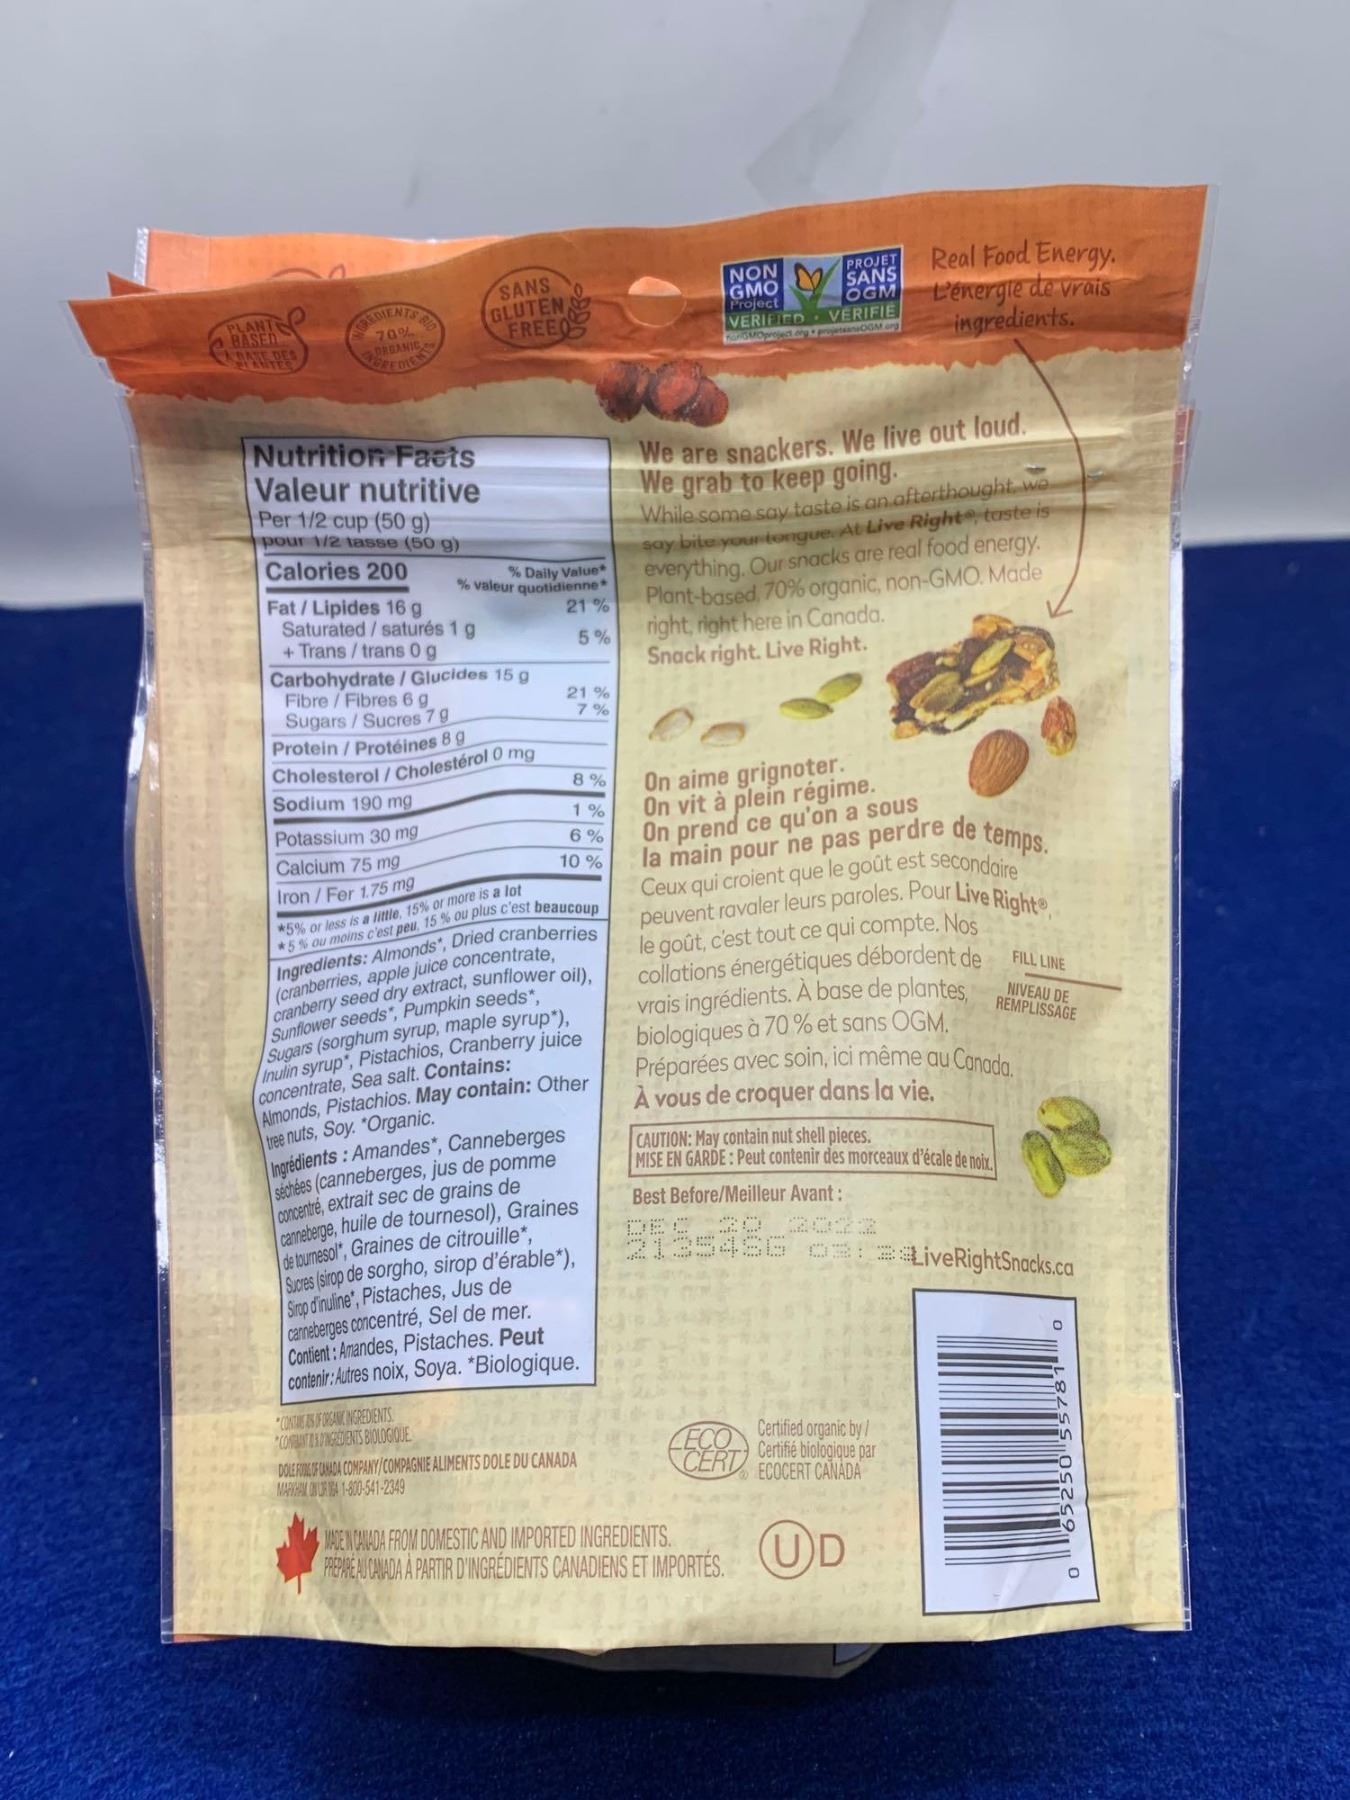 PLANT
BASED
À BASE DES
PLANTES
INGREDIENTS BIO
70%
ORGANIC
INGREDIENTS
SANS
GLUTEN
FREE
NON
GMO
Project
VERIFIED
PROJET
SANS
OGM
VÉRIFIÉ
nonGMOproject.org • projetsansOGM.org
Real Food Energy.
L'énergie de vrais
ingredients.
Nutrition Facts
Valeur nutritive
Per 1/2 cup (50 g)
pour 1/2 tasse (50 g)
Calories 200
% Daily Value*
% valeur quotidienne*
Fat / Lipides 16 g 21 %
Saturated / saturés 1 g
+ Trans / trans 0 g 5 %
Carbohydrate / Glucides 15 g
Fibre / Fibres 6 g 21 %
Sugars / Sucres 7 g 7 %
Protein / Protéines 8 g
Cholesterol / Cholestérol 0 mg
Sodium 190 mg 8 %
Potassium 30 mg 1 %
Calcium 75 mg 6 %
Iron / Fer 1.75 mg 10 %
*5% or less is a little, 15% or more is a lot
*5 % ou moins c'est peu, 15 % ou plus c'est beaucoup
Ingredients: Almonds*, Dried cranberries
(cranberries, apple juice concentrate,
cranberry seed dry extract, sunflower oil),
Sunflower seeds*, Pumpkin seeds*,
Sugars (sorghum syrup, maple syrup*),
Inulin syrup*, Pistachios, Cranberry juice
concentrate, Sea salt. Contains:
Almonds, Pistachios. May contain: Other
tree nuts, Soy. *Organic.
Ingrédients : Amandes*, Canneberges
séchées (canneberges, jus de pomme
concentré, extrait sec de grains de
canneberge, huile de tournesol), Graines
de tournesol*, Graines de citrouille*,
Sucres (sirop de sorgho, sirop d'érable*),
Sirop d'inuline*, Pistaches, Jus de
canneberges concentré, Sel de mer.
Contient : Amandes, Pistaches. Peut
contenir : Autres noix, Soya. *Biologique.
*CONTAINS 70% OF ORGANIC INGREDIENTS.
*CONTENANT 70 % D'INGRÉDIENTS BIOLOGIQUE.
DOLE FOODS OF CANADA COMPANY/COMPAGNIE ALIMENTS DOLE DU CANADA
MARKHAM, ON 1-800-541-2349
MADE IN CANADA FROM DOMESTIC AND IMPORTED INGREDIENTS.
PRÉPARÉ AU CANADA À PARTIR D'INGRÉDIENTS CANADIENS ET IMPORTÉS.
We are snackers. We live out loud.
We grab to keep going.
While some say taste is an afterthought, we
say bite your tongue. At Live Right®, taste is
everything. Our snacks are real food energy.
Plant-based, 70% organic, non-GMO. Made
right, right here in Canada.
Snack right. Live Right.
On aime grignoter.
On vit à plein régime.
On prend ce qu'on a sous
la main pour ne pas perdre de temps.
Ceux qui croient que le goût est secondaire
peuvent ravaler leurs paroles. Pour Live Right®,
le goût, c'est tout ce qui compte. Nos
collations énergétiques débordent de
vrais ingrédients. À base de plantes,
biologiques à 70 % et sans OGM.
Préparées avec soin, ici même au Canada.
À vous de croquer dans la vie.
FILL LINE
NIVEAU DE
REMPLISSAGE
CAUTION: May contain nut shell pieces.
MISE EN GARDE : Peut contenir des morceaux d'écale de noix.
Best Before/Meilleur Avant :
DEC 20 2022
2135486
LiveRightSnacks.ca
ECO
CERT®
Certified organic by /
Certifié biologique par
ECOCERT CANADA
U D
0 65250 55781 0